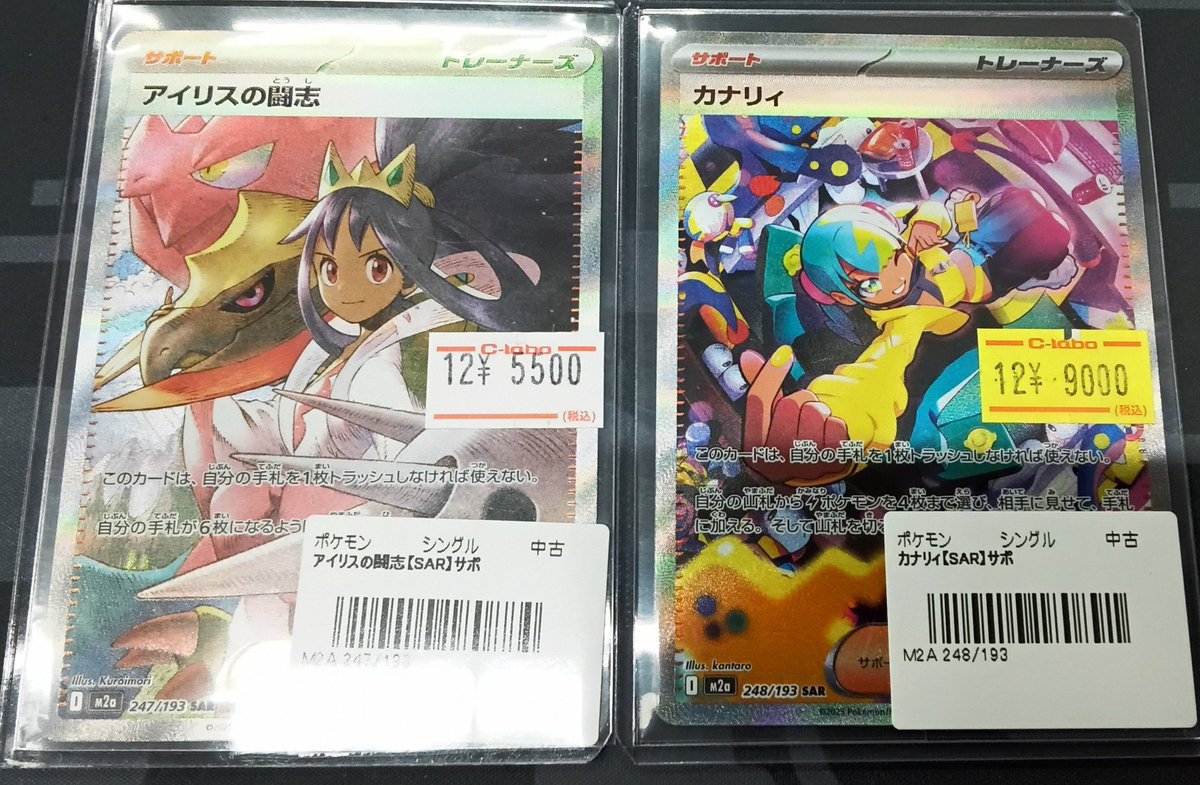 サポート
トレーナーズ
アイリスの闘志
とうし
C-labo
12¥ 5500
(税込)
このカードは、自分の手札を1枚トラッシュしなければ使えない。
自分の手札が6枚になるように
ポケモン シングル 中古
アイリスの闘志【SAR】サポ
M2A 247/193
Illus. Kuroimori
I m2a 247/193 SAR
サポート
トレーナーズ
カナリィ
C-labo
12¥ 9000
(税込)
このカードは、自分の手札を1枚トラッシュしなければ使えない。
自分の山札から ポケモンを4枚まで選び、相手に見せて、手札
に加える。そして山札を切
ポケモン シングル 中古
カナリィ【SAR】サポ
M2A 248/193
サポー
Illus. kantaro
I m2a 248/193 SAR
©2025 Pokémon/